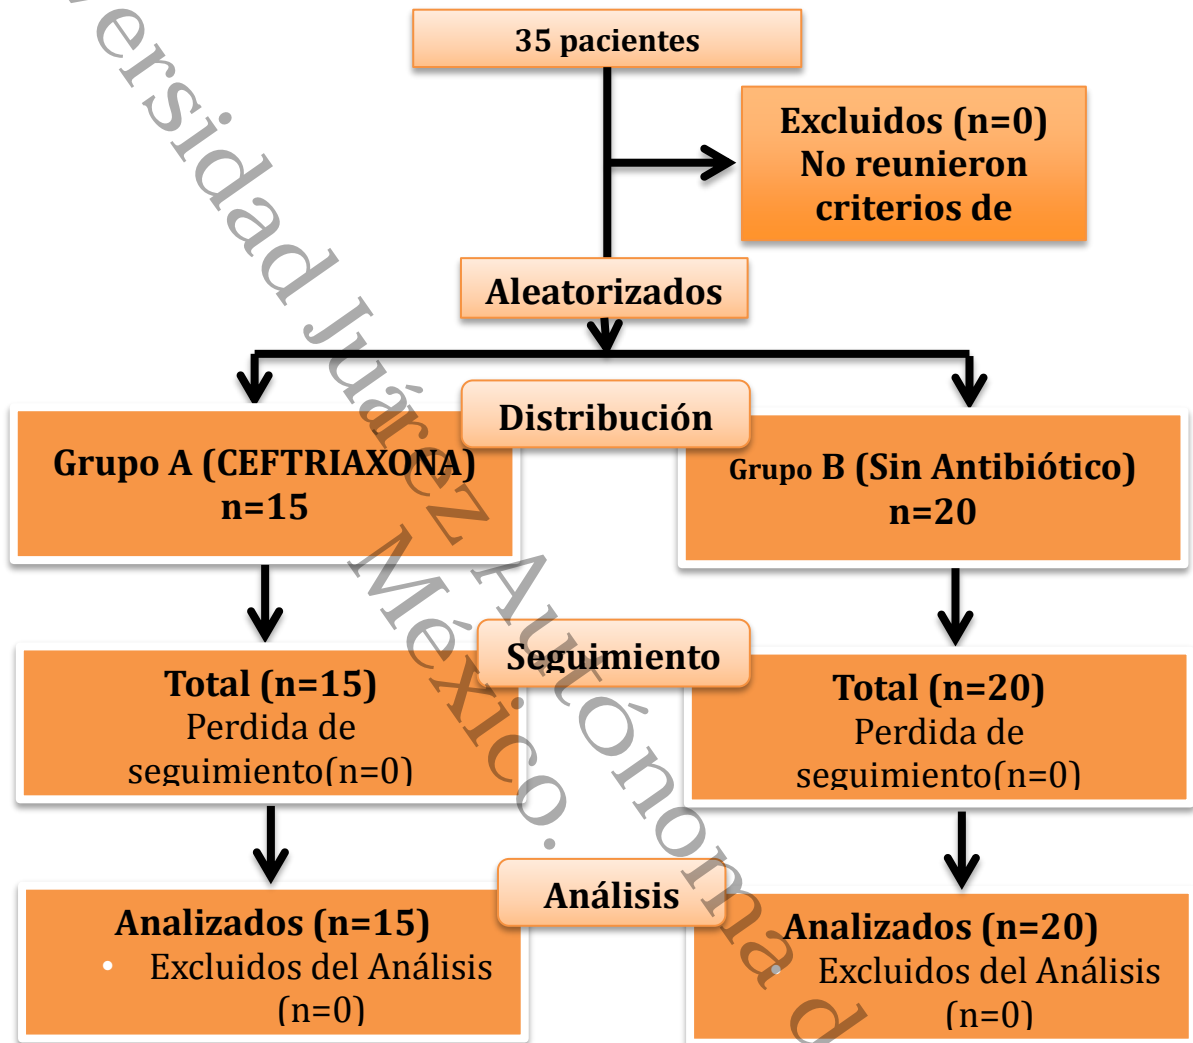 35 pacientes
Excluidos (n=0)
No reunieron
criterios de
Aleatorizados
Distribución
Grupo A (CEFTRIAXONA)
n=15
Grupo B (Sin Antibiótico)
n=20
Seguimiento
Total (n=15)
Perdida de
seguimiento(n=0)
Total (n=20)
Perdida de
seguimiento(n=0)
Análisis
Analizados (n=15)
• Excluidos del Análisis
(n=0)
Analizados (n=20)
• Excluidos del Análisis
(n=0)
versidad Juárez Autónoma d
México.